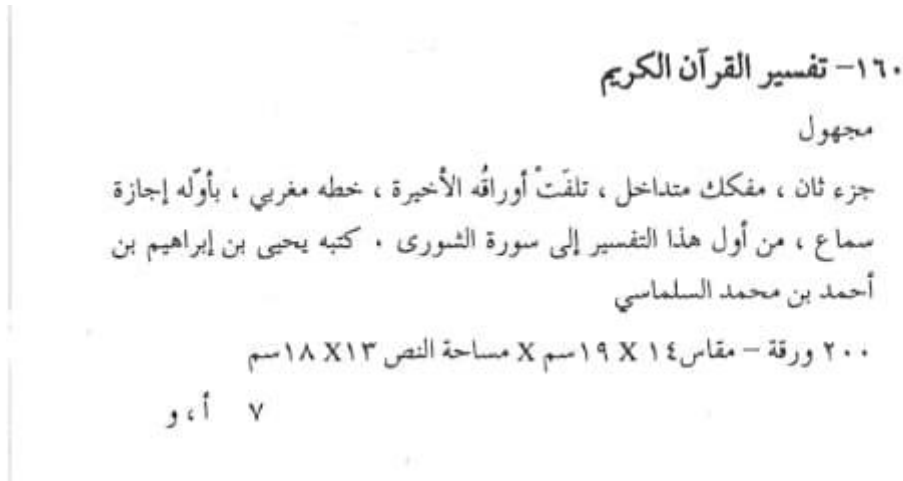 ١٦٠- تفسير القرآن الكريم
مجهول
جزء ثان ، مفكك متداخل ، تلفَتْ أوراقُه الأخيرة ، خطه مغربي ، بأوّله إجازة
سماع ، من أول هذا التفسير إلى سورة الشورى . كتبه يحيى بن إبراهيم بن
أحمد بن محمد السلماسي
٢٠٠ ورقة – مقاس١٤ X ١٩سم X مساحة النص ١٣X ١٨سم
٧ أ ، و